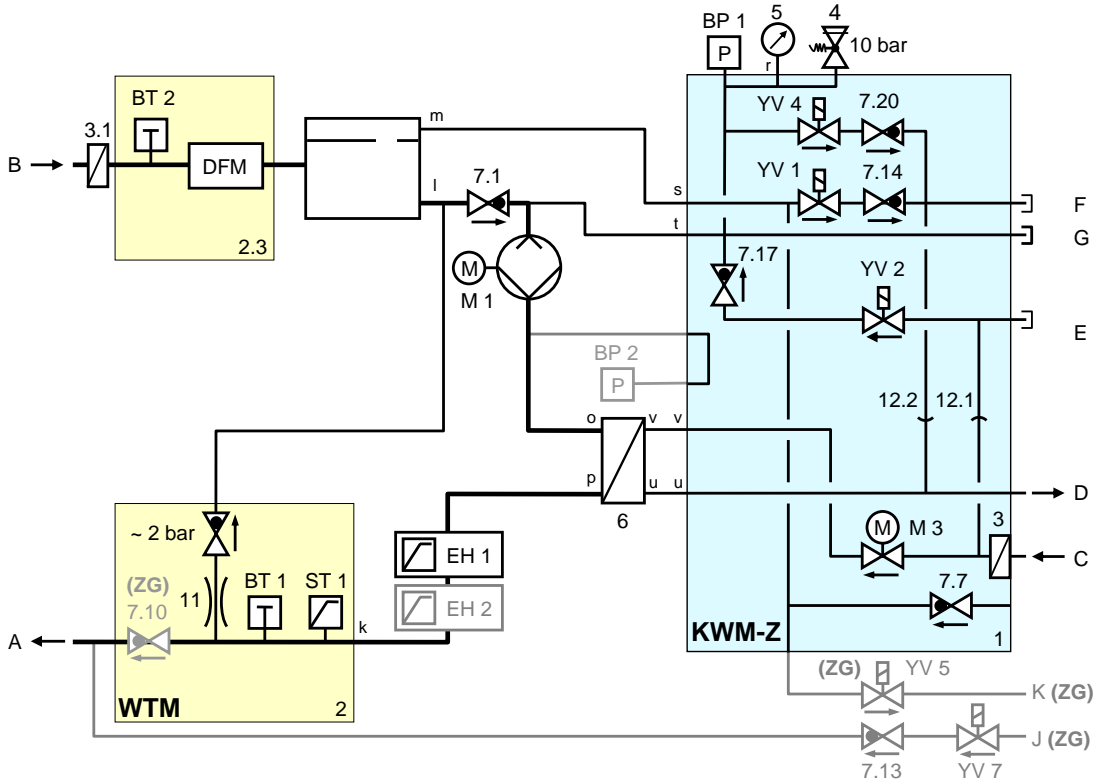 BP 1
5
4
P
r
10 bar
BT 2
YV 4
7.20
3.1
m
B
DFM
l
7.1
YV 1
7.14
s
F
t
G
2.3
M
M 1
7.17
YV 2
E
BP 2
P
12.2
12.1
o
v
v
p
u
u
D
6
~ 2 bar
EH 1
M
M 3
3
C
(ZG)
BT 1
ST 1
EH 2
7.7
7.10
11
k
KWM-Z
1
A
(ZG)
YV 5
K (ZG)
WTM
2
J (ZG)
7.13
YV 7